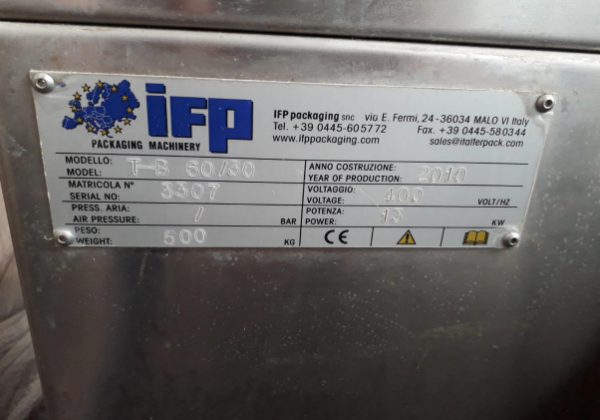 ifp
PACKAGING MACHINERY
IFP packaging snc via E. Fermi, 24 - 36034 MALO VI Italy
Tel. +39 0445-605772 Fax. +39 0445-580344
www.ifppackaging.com sales@italferpack.com
MODELLO:
MODEL: T-B 60/30
ANNO COSTRUZIONE:
YEAR OF PRODUCTION: 2010
MATRICOLA N°
SERIAL NO: 3307
VOLTAGGIO:
VOLTAGE: 400 VOLT/HZ
PRESS. ARIA:
AIR PRESSURE: / BAR
POTENZA:
POWER: 13 KW
PESO:
WEIGHT: 500 KG
CE